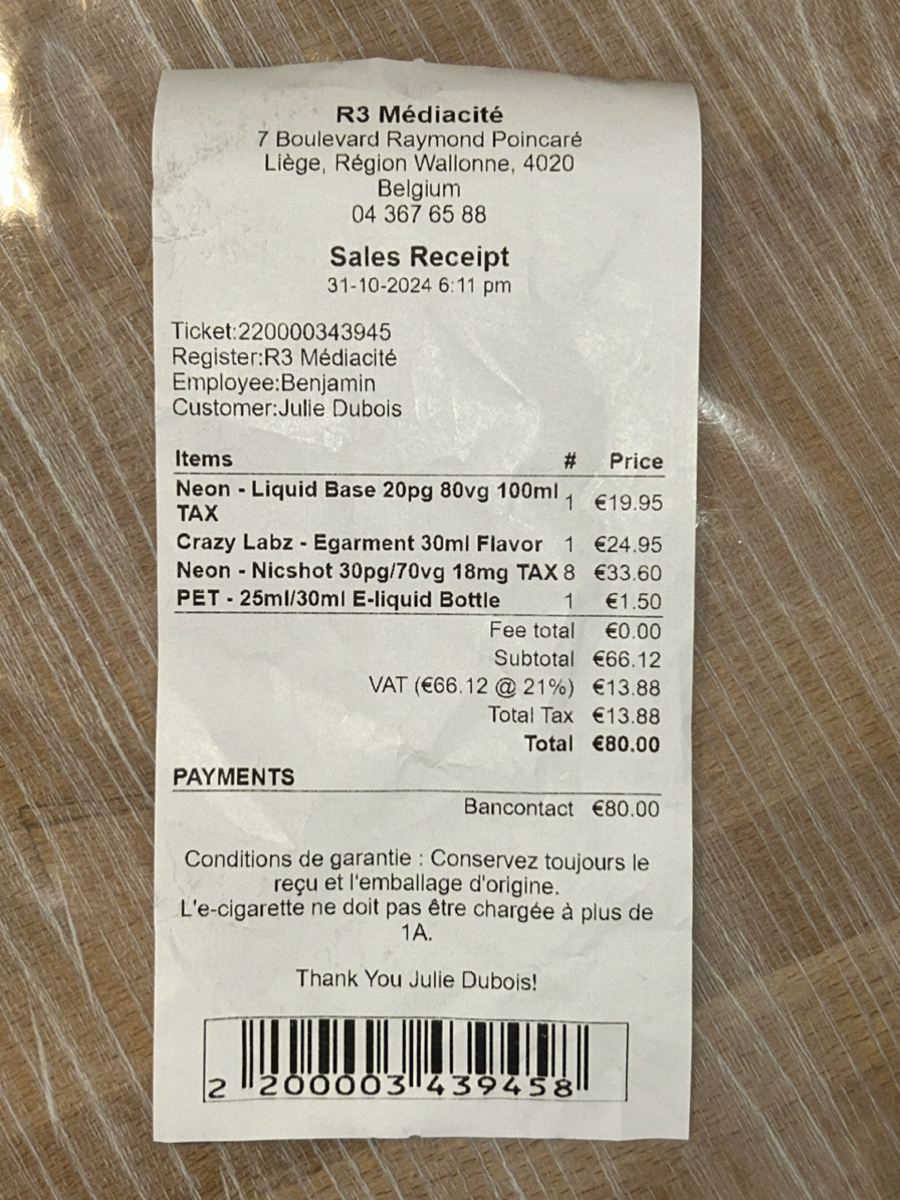 R3 Médiacité
7 Boulevard Raymond Poincaré
Liège, Région Wallonne, 4020
Belgium
04 367 65 88
Sales Receipt
31-10-2024 6:11 pm
Ticket:220000343945
Register:R3 Médiacité
Employee:Benjamin
Customer:Julie Dubois
Items # Price
Neon - Liquid Base 20pg 80vg 100ml
TAX 1 €19.95
Crazy Labz - Egarment 30ml Flavor 1 €24.95
Neon - Nicshot 30pg/70vg 18mg TAX 8 €33.60
PET - 25ml/30ml E-liquid Bottle 1 €1.50
Fee total €0.00
Subtotal €66.12
VAT (€66.12 @ 21%) €13.88
Total Tax €13.88
Total €80.00
PAYMENTS
Bancontact €80.00
Conditions de garantie : Conservez toujours le
reçu et l'emballage d'origine.
L'e-cigarette ne doit pas être chargée à plus de
1A.
Thank You Julie Dubois!
2 200003 439458